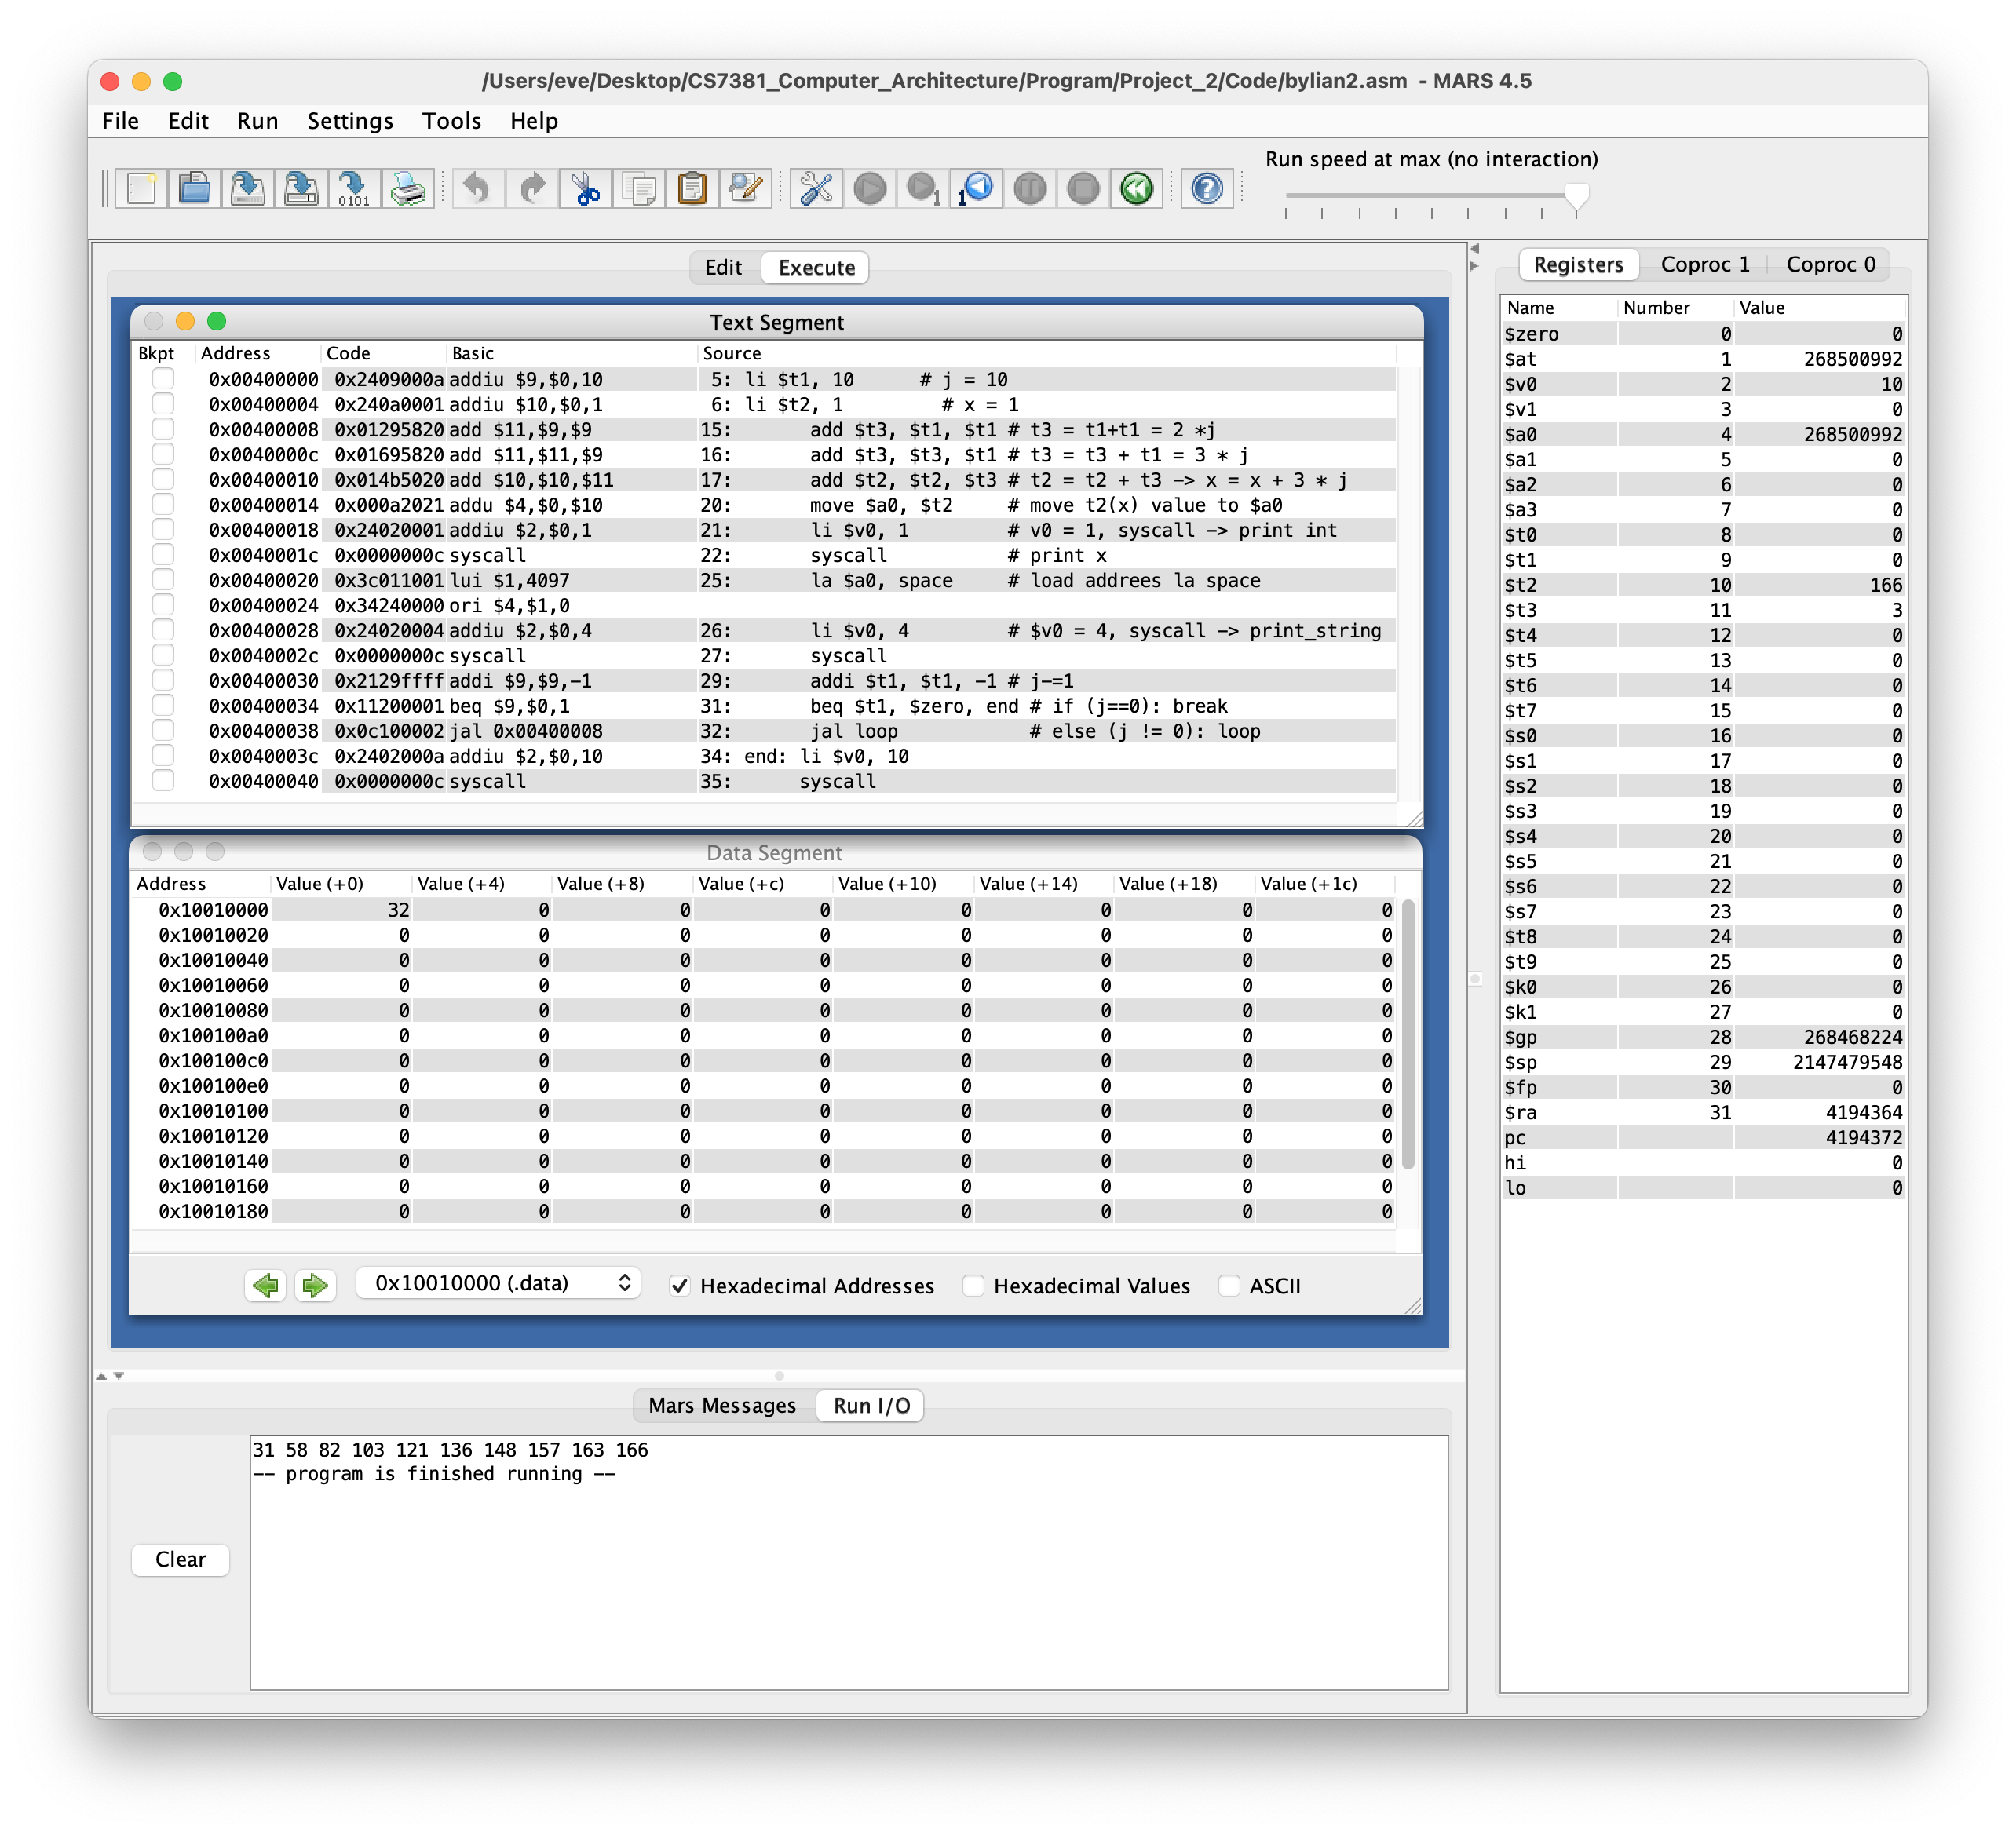 /Users/eve/Desktop/CS7381_Computer_Architecture/Program/Project_2/Code/bylian2.asm - MARS 4.5
File Edit Run Settings Tools Help
Run speed at max (no interaction)
0101 1 1 ?
Edit Execute
Text Segment
Bkpt Address Code Basic Source
0x00400000 0x2409000a addiu $9,$0,10 5: li $t1, 10 # j = 10
0x00400004 0x240a0001 addiu $10,$0,1 6: li $t2, 1 # x = 1
0x00400008 0x01295820 add $11,$9,$9 15: add $t3, $t1, $t1 # t3 = t1+t1 = 2 *j
0x0040000c 0x01695820 add $11,$11,$9 16: add $t3, $t3, $t1 # t3 = t3 + t1 = 3 * j
0x00400010 0x014b5020 add $10,$10,$11 17: add $t2, $t2, $t3 # t2 = t2 + t3 -> x = x + 3 * j
0x00400014 0x000a2021 addu $4,$0,$10 20: move $a0, $t2 # move t2(x) value to $a0
0x00400018 0x24020001 addiu $2,$0,1 21: li $v0, 1 # v0 = 1, syscall -> print int
0x0040001c 0x0000000c syscall 22: syscall # print x
0x00400020 0x3c011001 lui $1,4097 25: la $a0, space # load addrees la space
0x00400024 0x34240000 ori $4,$1,0
0x00400028 0x24020004 addiu $2,$0,4 26: li $v0, 4 # $v0 = 4, syscall -> print_string
0x0040002c 0x0000000c syscall 27: syscall
0x00400030 0x2129ffff addi $9,$9,-1 29: addi $t1, $t1, -1 # j-=1
0x00400034 0x11200001 beq $9,$0,1 31: beq $t1, $zero, end # if (j==0): break
0x00400038 0x0c100002 jal 0x00400008 32: jal loop # else (j != 0): loop
0x0040003c 0x2402000a addiu $2,$0,10 34: end: li $v0, 10
0x00400040 0x0000000c syscall 35: syscall
Data Segment
Address Value (+0) Value (+4) Value (+8) Value (+c) Value (+10) Value (+14) Value (+18) Value (+1c)
0x10010000 32 0 0 0 0 0 0 0
0x10010020 0 0 0 0 0 0 0 0
0x10010040 0 0 0 0 0 0 0 0
0x10010060 0 0 0 0 0 0 0 0
0x10010080 0 0 0 0 0 0 0 0
0x100100a0 0 0 0 0 0 0 0 0
0x100100c0 0 0 0 0 0 0 0 0
0x100100e0 0 0 0 0 0 0 0 0
0x10010100 0 0 0 0 0 0 0 0
0x10010120 0 0 0 0 0 0 0 0
0x10010140 0 0 0 0 0 0 0 0
0x10010160 0 0 0 0 0 0 0 0
0x10010180 0 0 0 0 0 0 0 0
0x10010000 (.data) Hexadecimal Addresses Hexadecimal Values ASCII
Mars Messages Run I/O
31 58 82 103 121 136 148 157 163 166
-- program is finished running --
Clear
Registers Coproc 1 Coproc 0
Name Number Value
$zero 0 0
$at 1 268500992
$v0 2 10
$v1 3 0
$a0 4 268500992
$a1 5 0
$a2 6 0
$a3 7 0
$t0 8 0
$t1 9 0
$t2 10 166
$t3 11 3
$t4 12 0
$t5 13 0
$t6 14 0
$t7 15 0
$s0 16 0
$s1 17 0
$s2 18 0
$s3 19 0
$s4 20 0
$s5 21 0
$s6 22 0
$s7 23 0
$t8 24 0
$t9 25 0
$k0 26 0
$k1 27 0
$gp 28 268468224
$sp 29 2147479548
$fp 30 0
$ra 31 4194364
pc 4194372
hi 0
lo 0